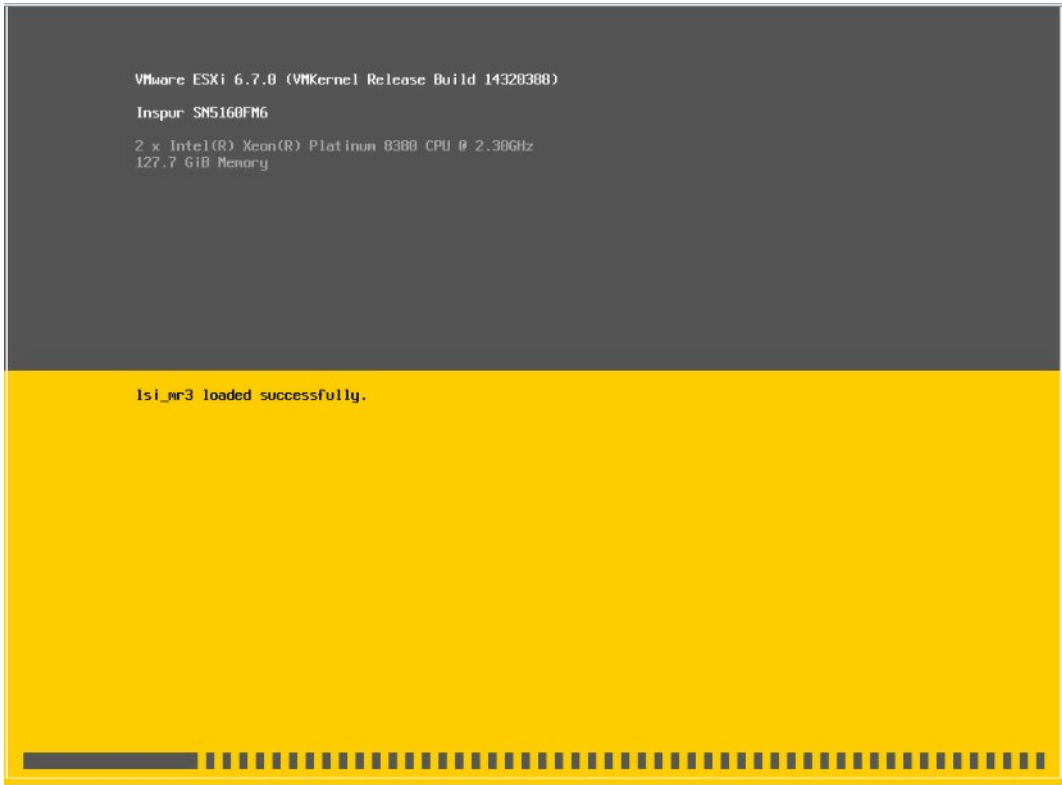 VMware ESXi 6.7.0 (VMKernel Release Build 14320388)
Inspur SN5160FM6
2 x Intel(R) Xeon(R) Platinum 8380 CPU @ 2.30GHz
127.7 GiB Memory
lsi_mr3 loaded successfully.